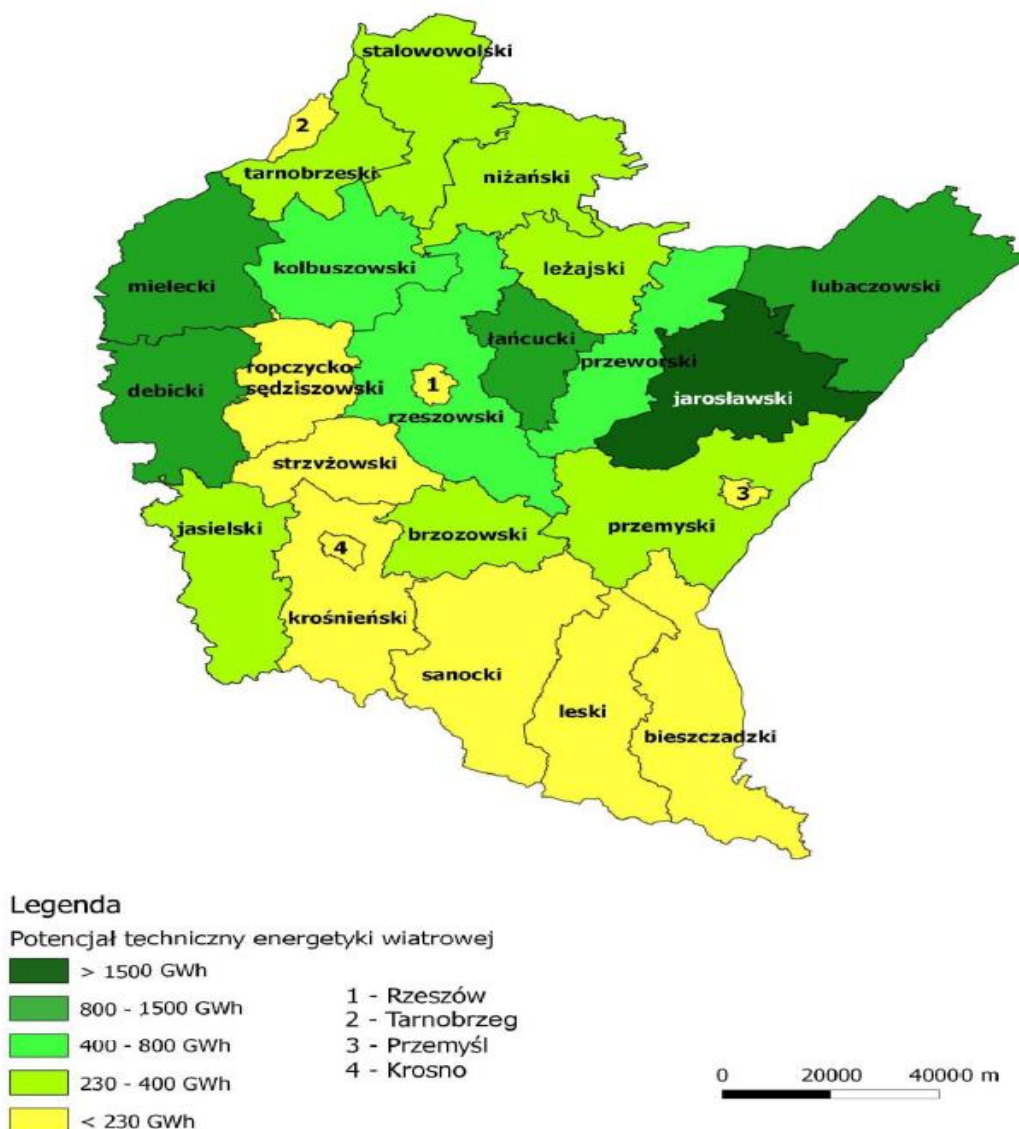 stalowowolski
2
tarnobrzeski
niżański
kolbuszowski
leżajski
mielecki
lubaczowski
łańcucki
ropczycko-
sędziszowski
przeworski
debicki
1
jarosławski
rzeszowski
strzyżowski
3
jasielski
brzozowski
przemyski
4
krośnieński
sanocki
leski
bieszczadzki
Legenda
Potencjał techniczny energetyki wiatrowej
> 1500 GWh
800 - 1500 GWh
400 - 800 GWh
230 - 400 GWh
< 230 GWh
1 - Rzeszów
2 - Tarnobrzeg
3 - Przemyśl
4 - Krosno
0 20000 40000 m